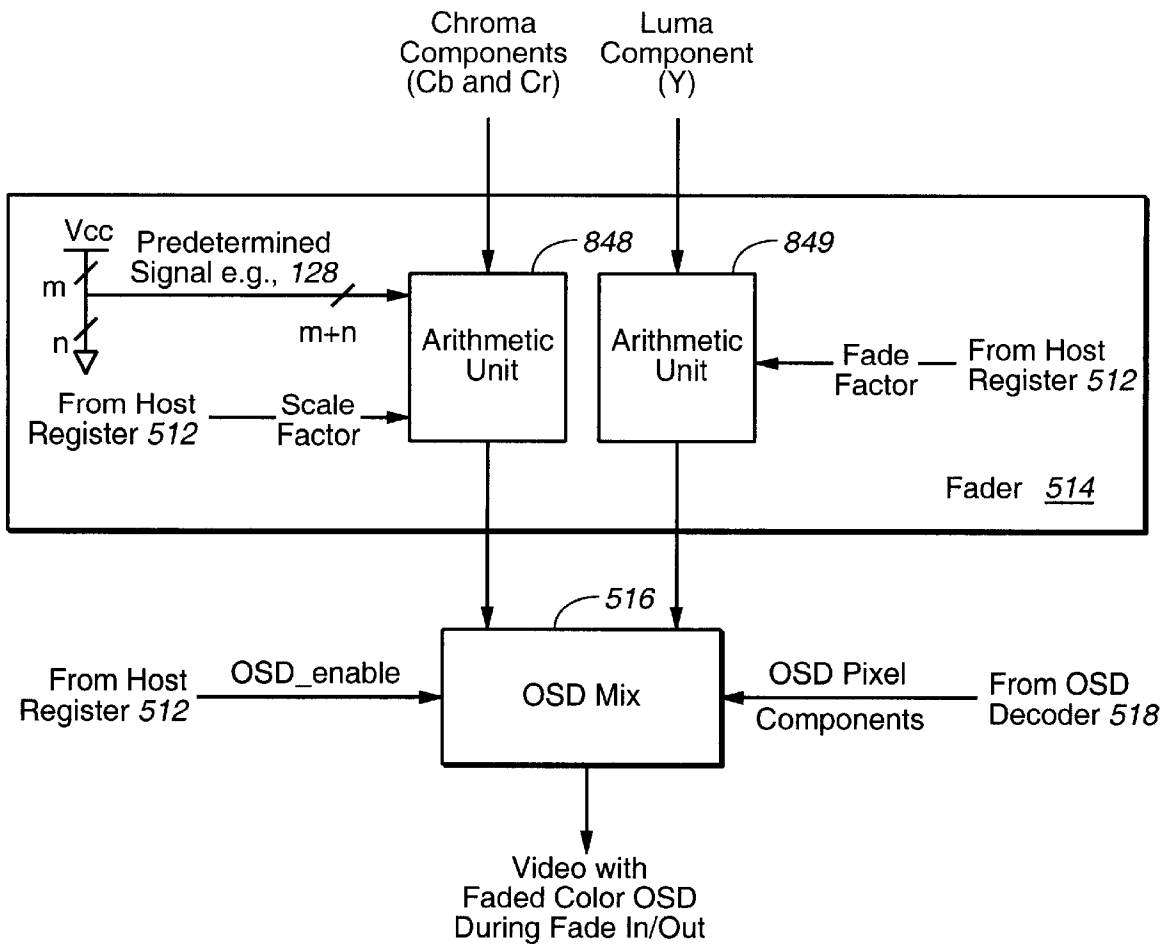 Chroma
Components
(Cb and Cr)
Luma
Component
(Y)
Vcc
m
n
Predetermined
Signal e.g., 128
m+n
848
849
Arithmetic
Unit
Arithmetic
Unit
From Host
Register 512
Scale
Factor
Fade
Factor
From Host
Register 512
Fader 514
516
From Host
Register 512
OSD_enable
OSD Mix
OSD Pixel
Components
From OSD
Decoder 518
Video with
Faded Color OSD
During Fade In/Out